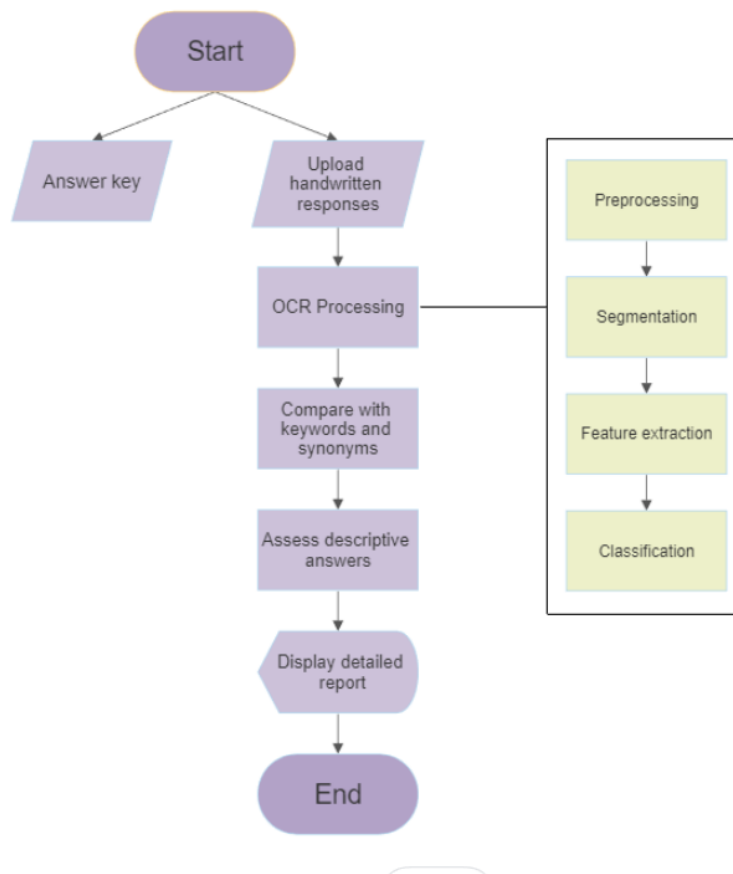 Start
Answer key
Upload
handwritten
responses
OCR Processing
Compare with
keywords and
synonyms
Assess descriptive
answers
Display detailed
report
End
Preprocessing
Segmentation
Feature extraction
Classification